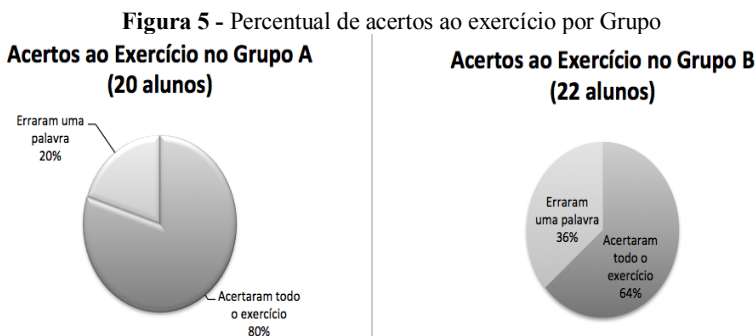 Figura 5 - Percentual de acertos ao exercício por Grupo
Acertos ao Exercício no Grupo A
(20 alunos)
Erraram uma
palavra
20%
Acertaram todo
o exercício
80%
Acertos ao Exercício no Grupo B
(22 alunos)
Erraram
uma palavra
36%
Acertaram
todo o
exercício
64%